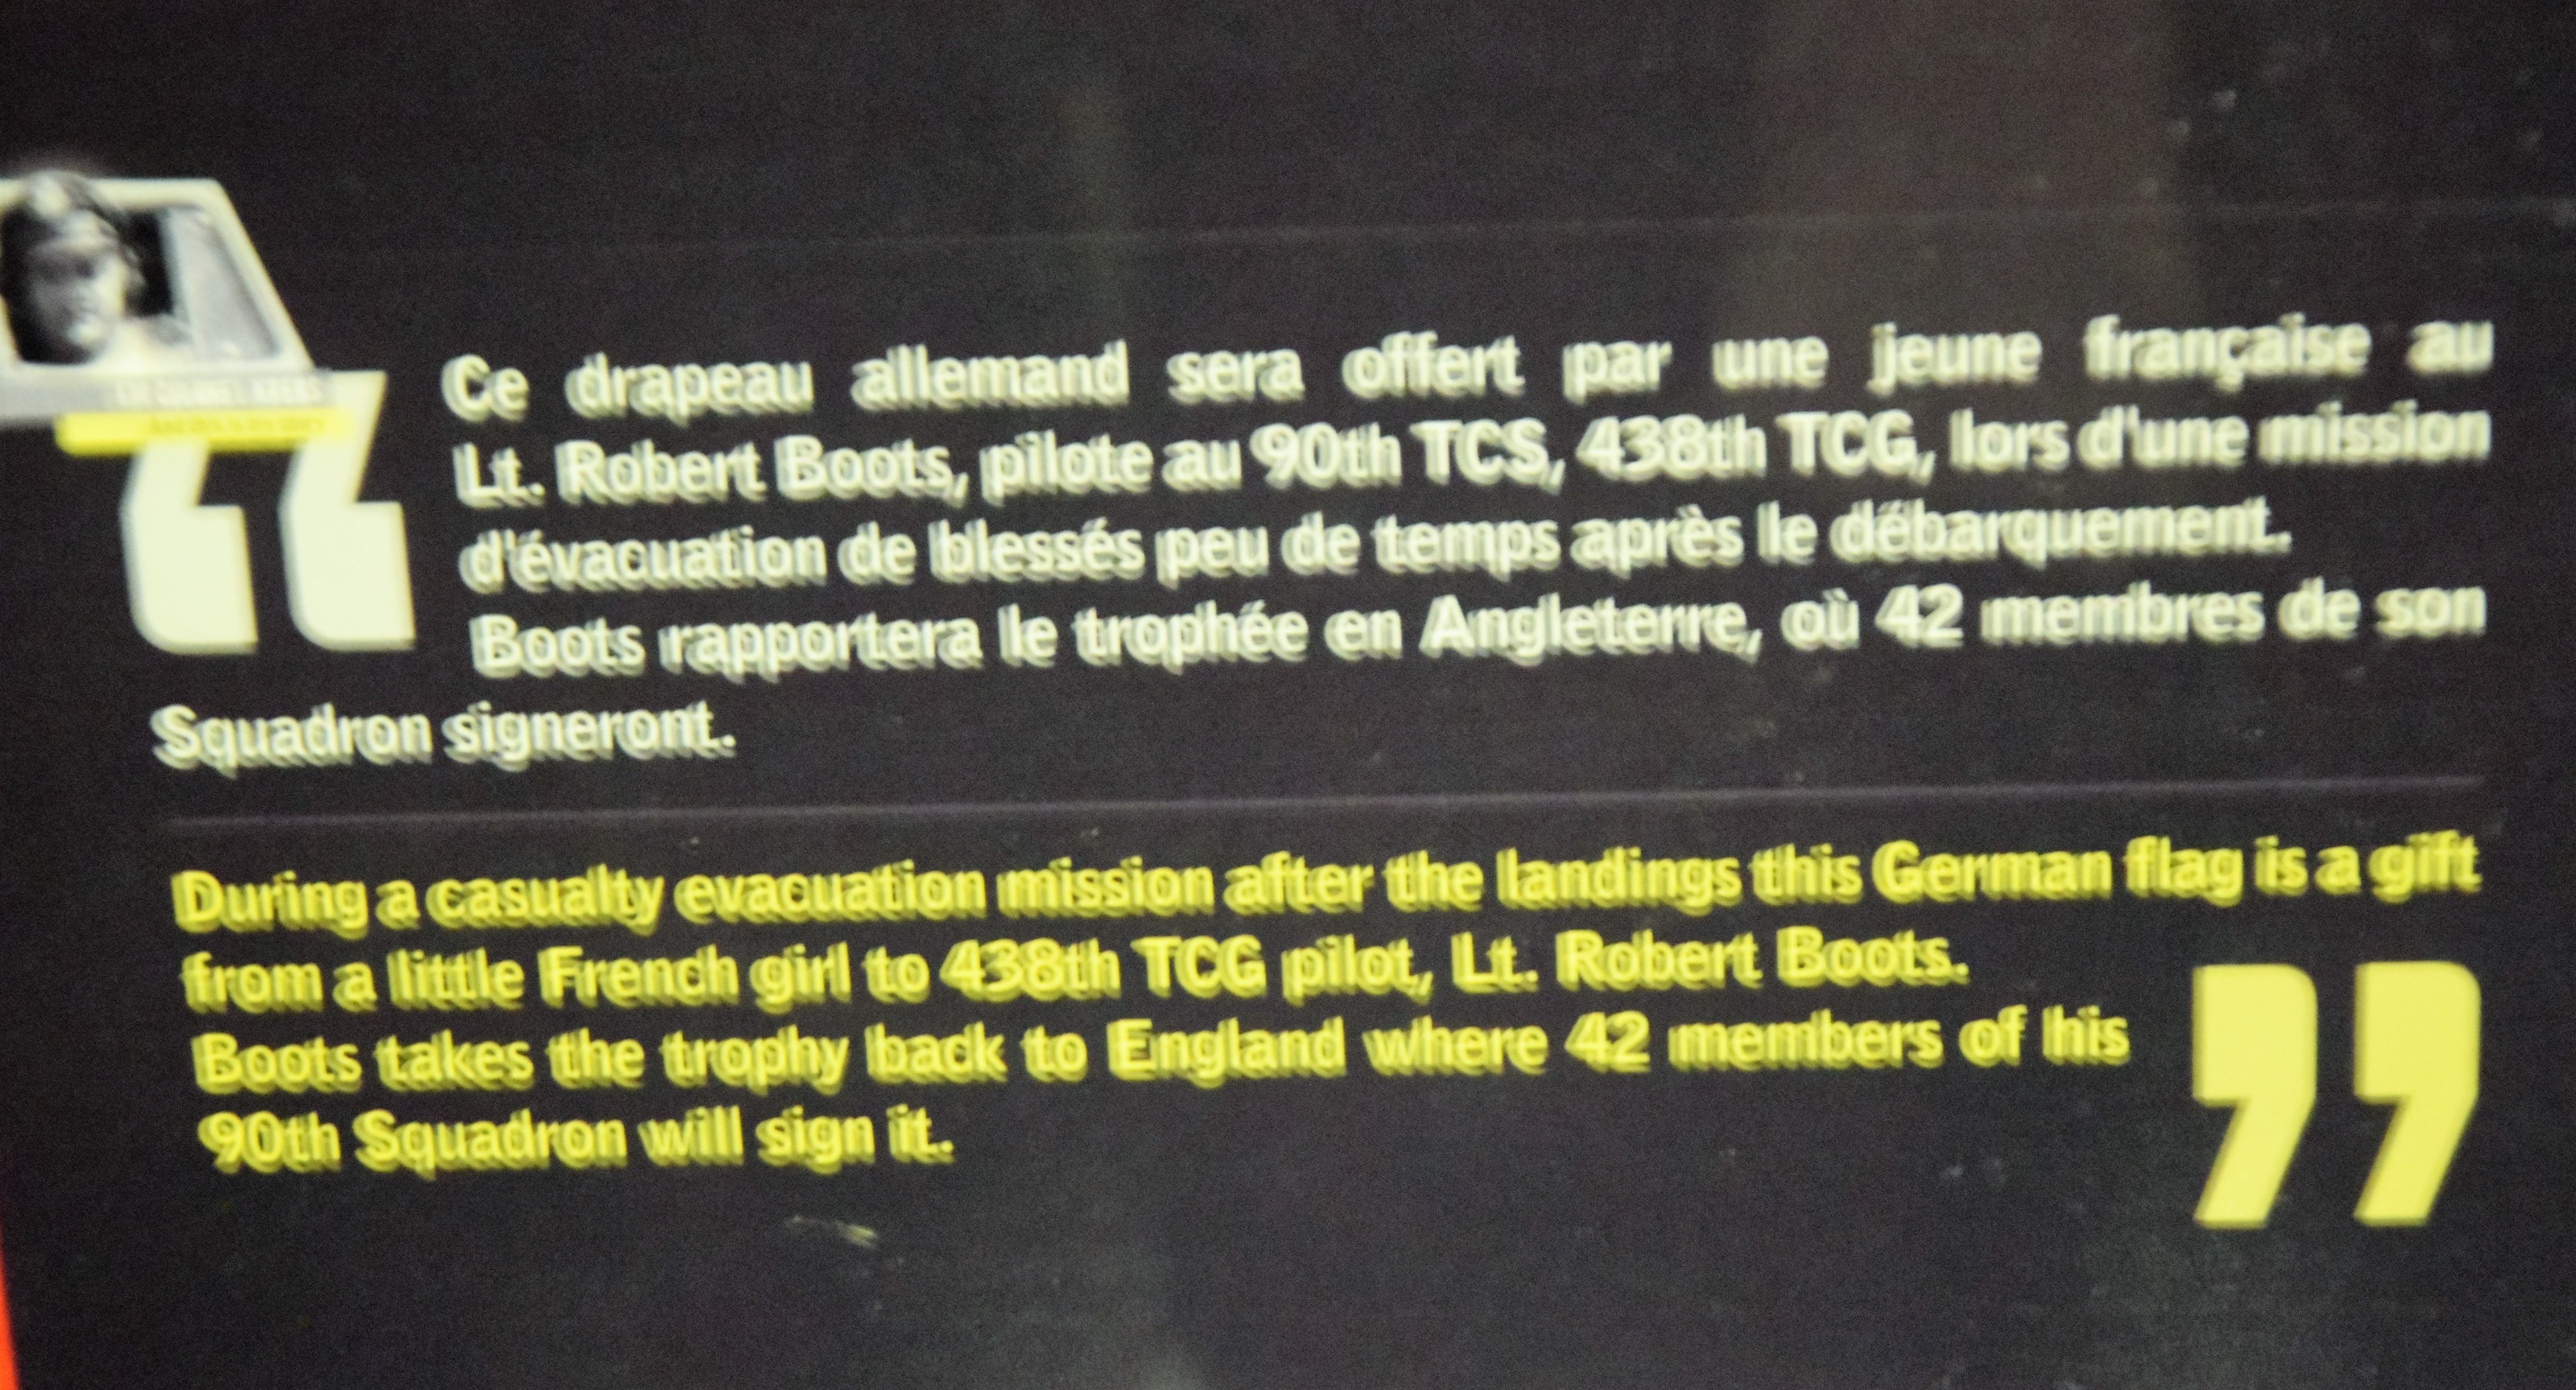 Ce drapeau allemand sera offert par une jeune française au
Lt. Robert Boots, pilote au 90th TCS, 438th TCG, lors d'une mission
d'évacuation de blessés peu de temps après le débarquement.
Boots rapportera le trophée en Angleterre, où 42 membres de son
Squadron signeront.
During a casualty evacuation mission after the landings this German flag is a gift
from a little French girl to 438th TCG pilot, Lt. Robert Boots.
Boots takes the trophy back to England where 42 members of his
90th Squadron will sign it.